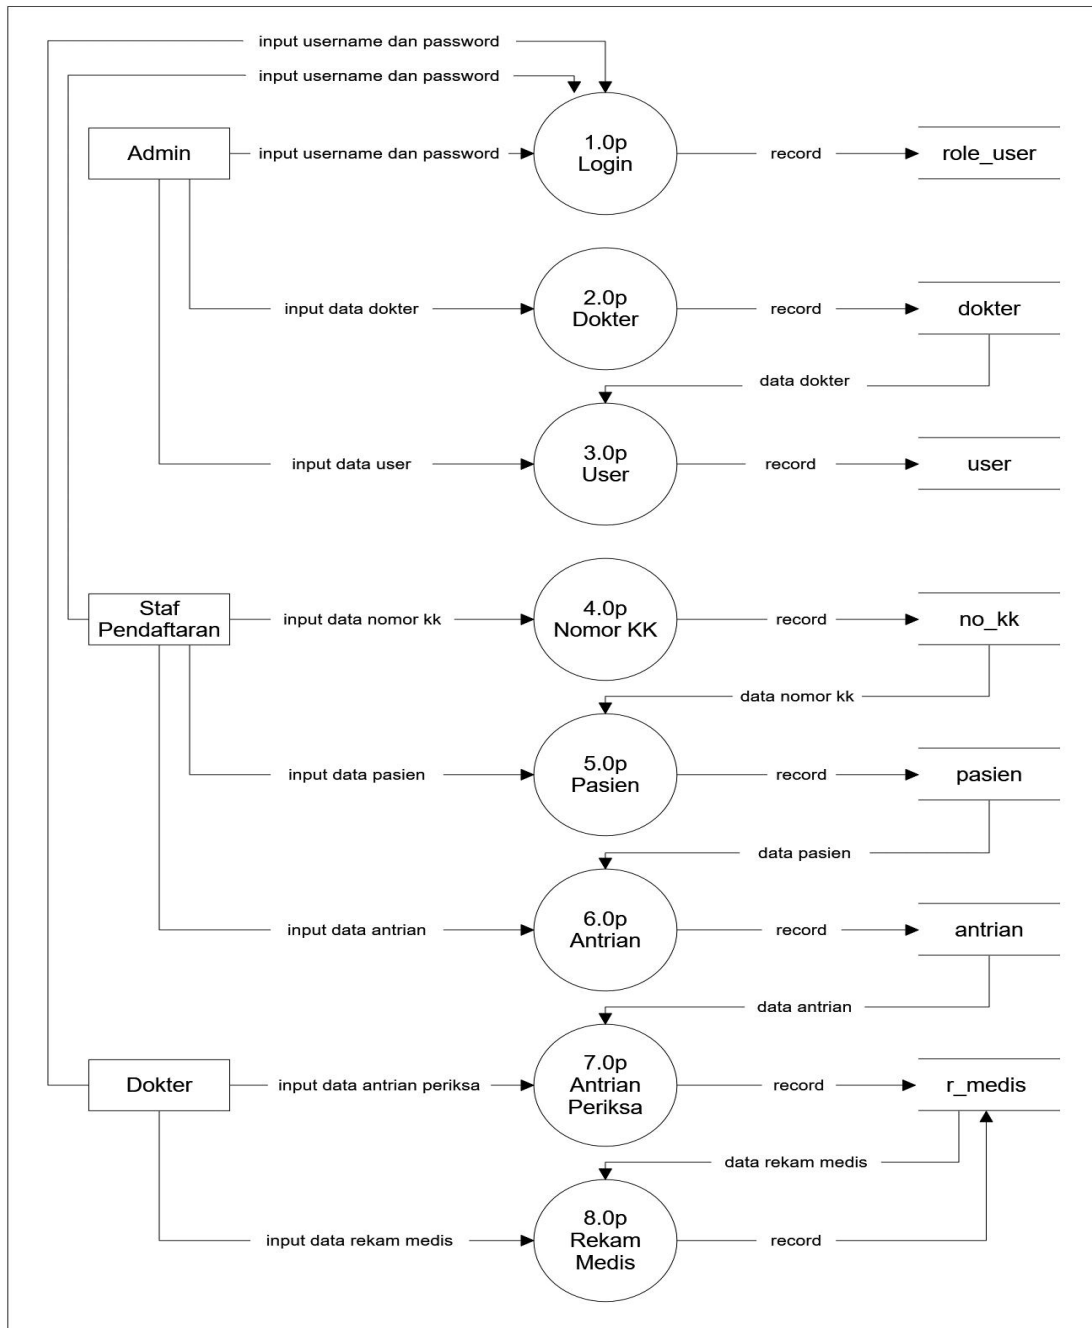 input username dan password
input username dan password
Admin
input username dan password
1.0p
Login
record
role_user
input data dokter
2.0p
Dokter
record
dokter
data dokter
input data user
3.0p
User
record
user
Staf
Pendaftaran
input data nomor kk
4.0p
Nomor KK
record
no_kk
data nomor kk
input data pasien
5.0p
Pasien
record
pasien
data pasien
input data antrian
6.0p
Antrian
record
antrian
data antrian
Dokter
input data antrian periksa
7.0p
Antrian
Periksa
record
r_medis
data rekam medis
input data rekam medis
8.0p
Rekam
Medis
record